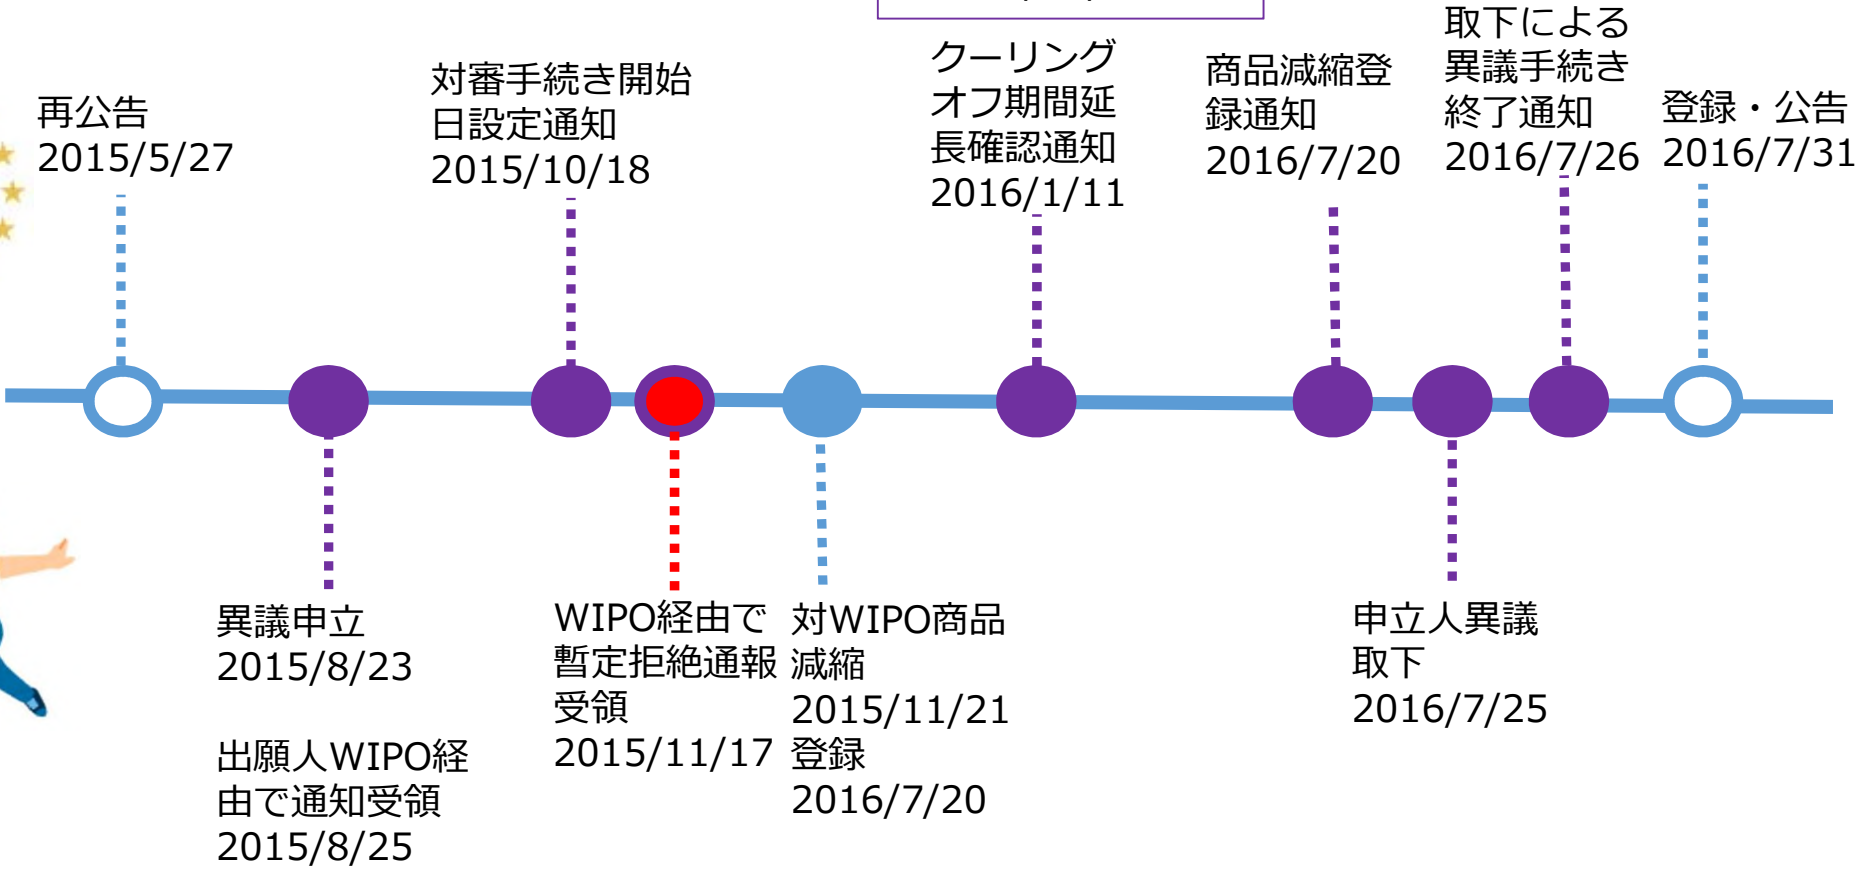 再公告
2015/5/27
対審手続き開始
日設定通知
2015/10/18
クーリング
オフ期間延
長確認通知
2016/1/11
商品減縮登
録通知
2016/7/20
取下による
異議手続き
終了通知
2016/7/26
登録・公告
2016/7/31
異議申立
2015/8/23
出願人WIPO経
由で通知受領
2015/8/25
WIPO経由で
暫定拒絶通報
受領
2015/11/17
対WIPO商品
減縮
2015/11/21
登録
2016/7/20
申立人異議
取下
2016/7/25